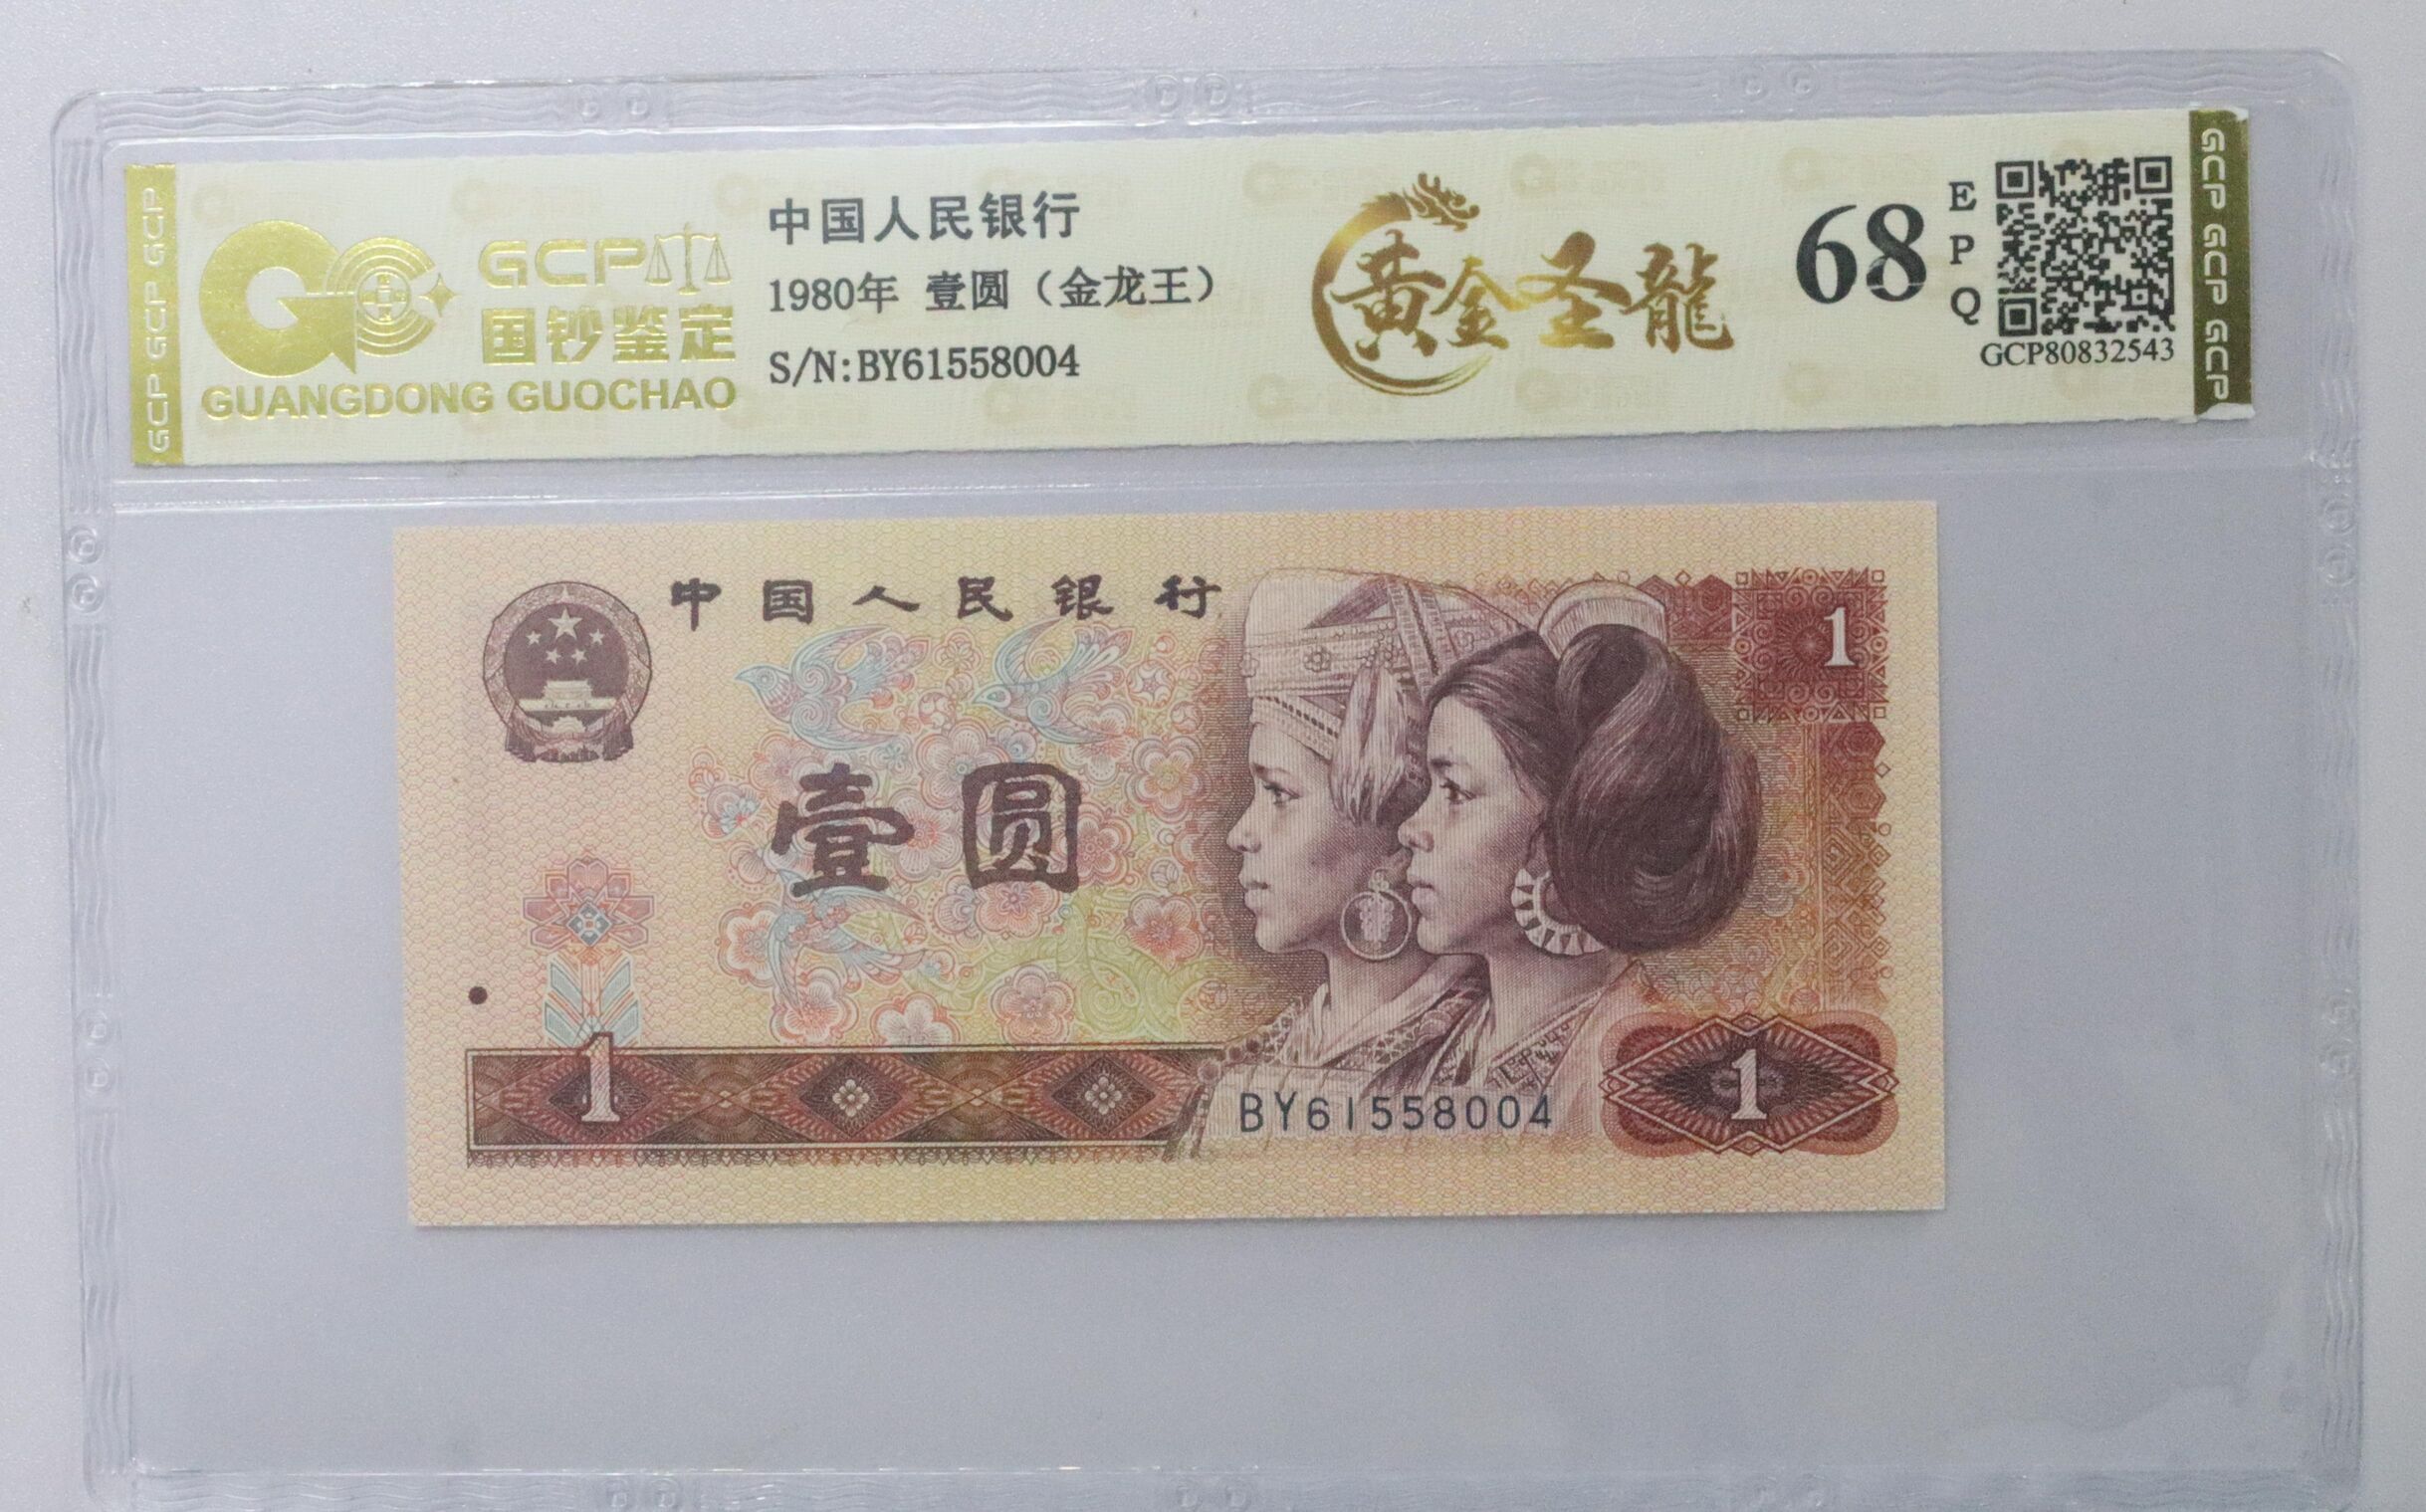 GCP GCP GCP
GCP
国钞鉴定
GUANGDONG GUOCHAO
中国人民银行
1980年 壹圆（金龙王）
S/N:BY61558004
黄金圣龍
68
E
P
Q
GCP80832543
GCP GCP GCP
中国人民银行
1
壹圆
1
BY61558004
1